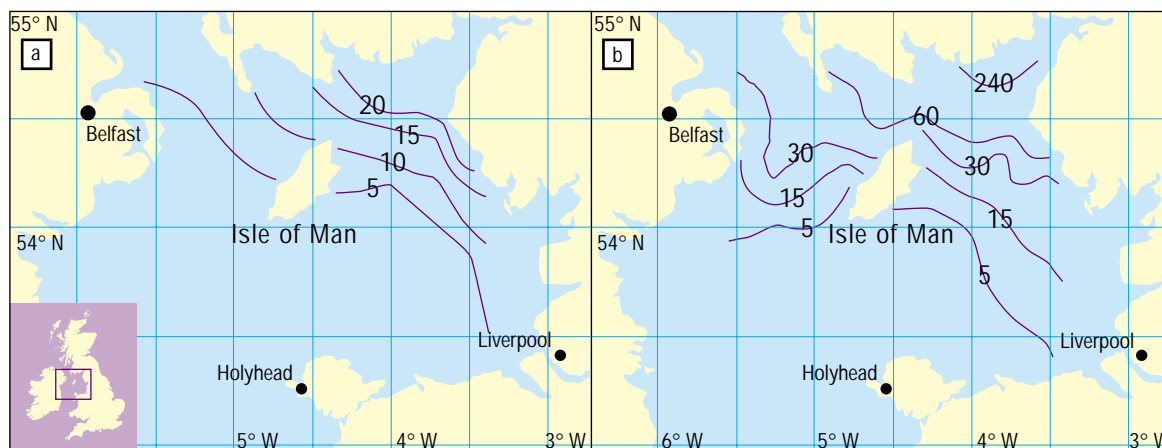 55° N
a
Belfast
20
15
10
5
Isle of Man
54° N
Liverpool
Holyhead
5° W
4° W
3° W
55° N
b
Belfast
240
60
30
30
15
15
5
Isle of Man
54° N
5
Liverpool
Holyhead
6° W
5° W
4° W
3° W